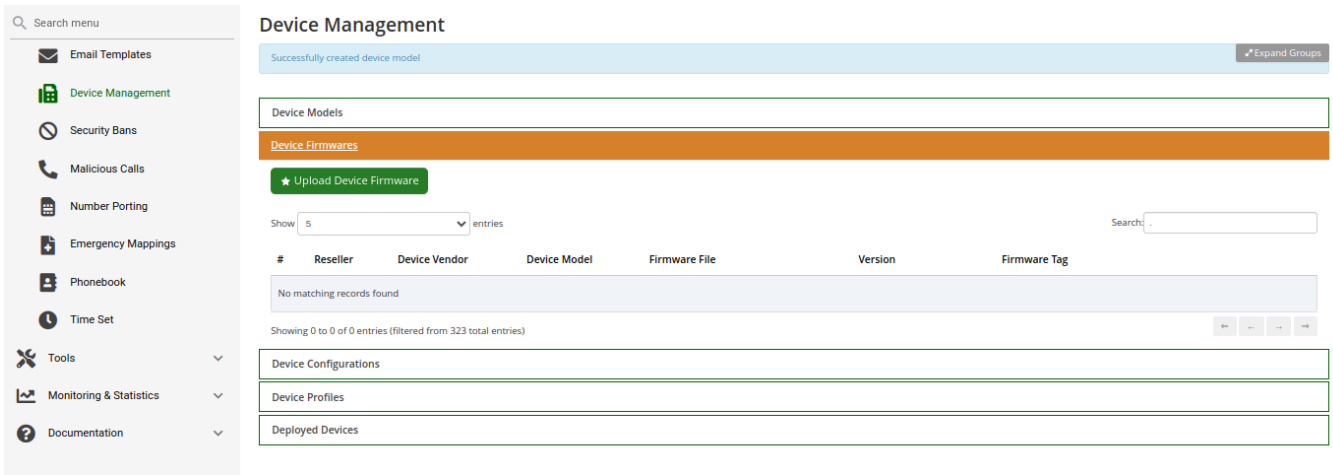 Search menu
Email Templates
Device Management
Security Bans
Malicious Calls
Number Porting
Emergency Mappings
Phonebook
Time Set
Tools
Monitoring & Statistics
Documentation
Device Management
Successfully created device model
Expand Groups
Device Models
Device Firmwares
Upload Device Firmware
Show 5 entries
Search: .
# Reseller Device Vendor Device Model Firmware File Version Firmware Tag
No matching records found
Showing 0 to 0 of 0 entries (filtered from 323 total entries)
⇐ ← → ⇒
Device Configurations
Device Profiles
Deployed Devices